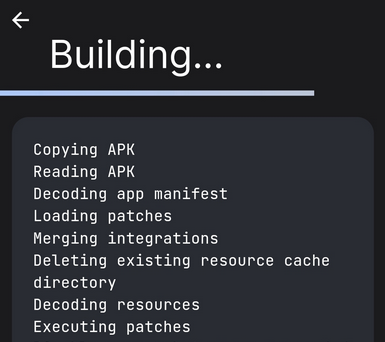 Building...
Copying APK
Reading APK
Decoding app manifest
Loading patches
Merging integrations
Deleting existing resource cache
directory
Decoding resources
Executing patches